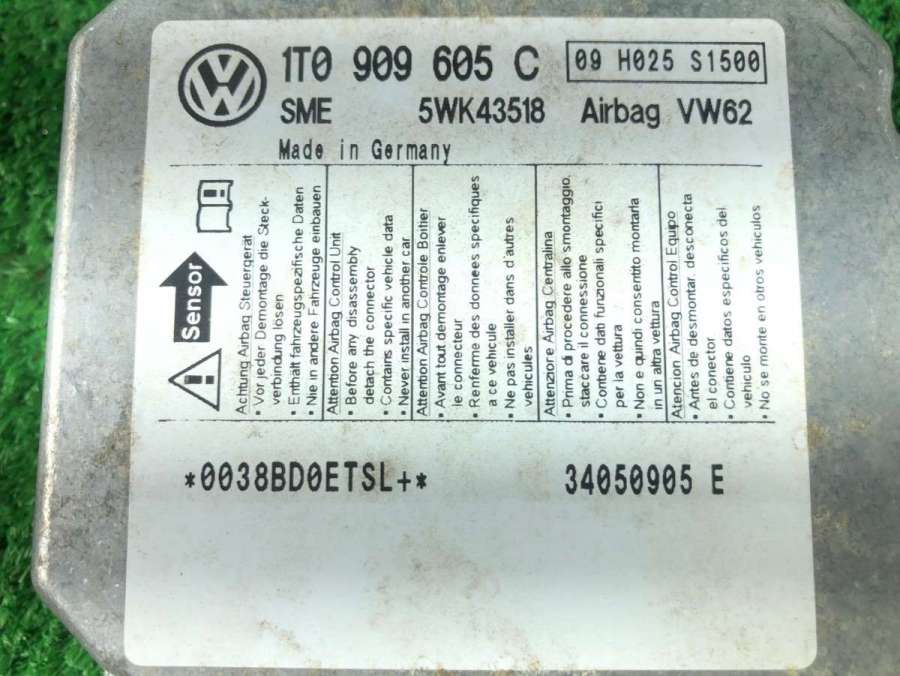 1T0 909 605 C
09 H025 S1500
SME 5WK43518 Airbag VW62
Made in Germany
Sensor
Achtung Airbag Steuergerät
• Vor jeder Demontage die Steck-
verbindung lösen
• Enthält fahrzeugspezifische Daten
• Nie in andere Fahrzeuge einbauen
Attention Airbag Control Unit
• Before any disassembly
detach the connector
• Contains specific vehicle data
• Never install in another car
Attention Airbag Controle Boitier
• Avant tout demontage enlever
le connecteur
• Renferme des donnees specifiques
a ce vehicule
• Ne pas installer dans d'autres
vehicules
Attenzione Airbag Centralina
• Prima di procedere allo smontaggio,
staccare il connessione
• Contiene dati funzionali specifici
per la vettura
• Non e quindi consentito montarla
in un altra vettura
Atencion Airbag Control Equipo
• Antes de desmontar desconecta
el conector
• Contiene datos especificos del
vehiculo
• No se monte en otros vehiculos
*0038BD0ETSL+* 34050905 E